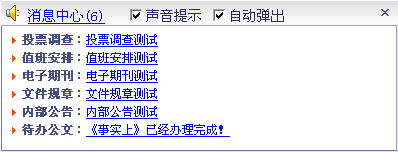 消息中心(6) 声音提示 自动弹出
投票调查：投票调查测试
值班安排：值班安排测试
电子期刊：电子期刊测试
文件规章：文件规章测试
内部公告：内部公告测试
待办公文：《事实上》已经办理完成！